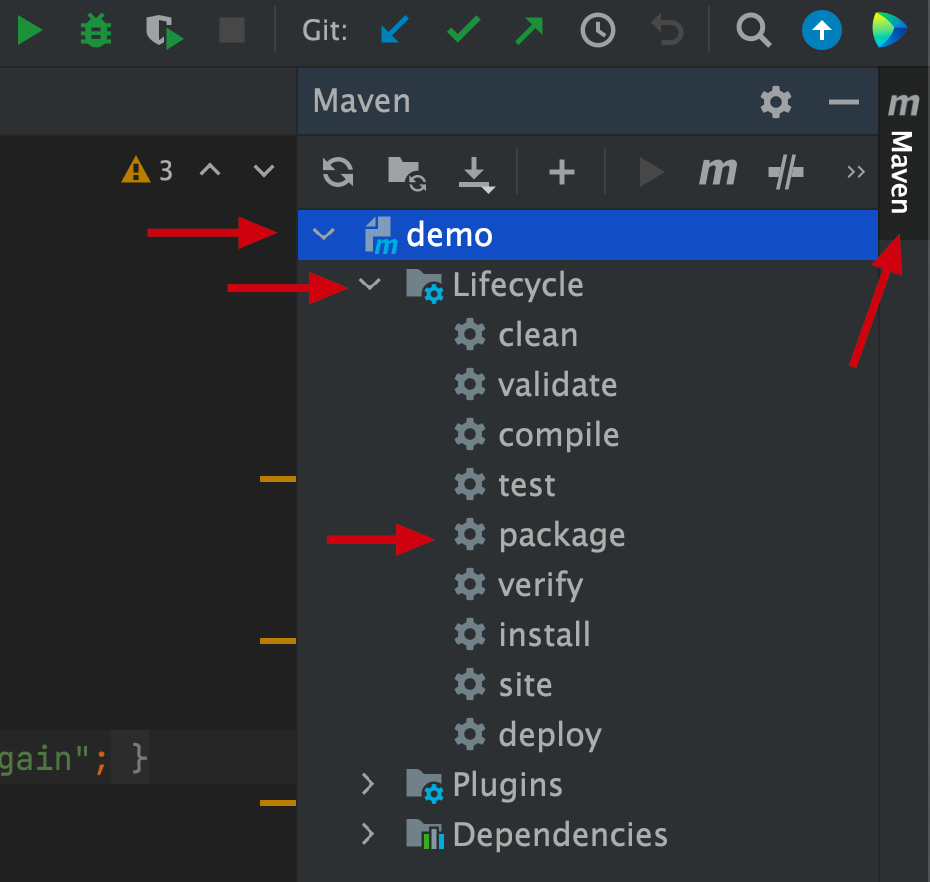 Git:
Maven
m
Maven
3
m
demo
Lifecycle
clean
validate
compile
test
package
verify
install
site
deploy
gain"; }
Plugins
Dependencies